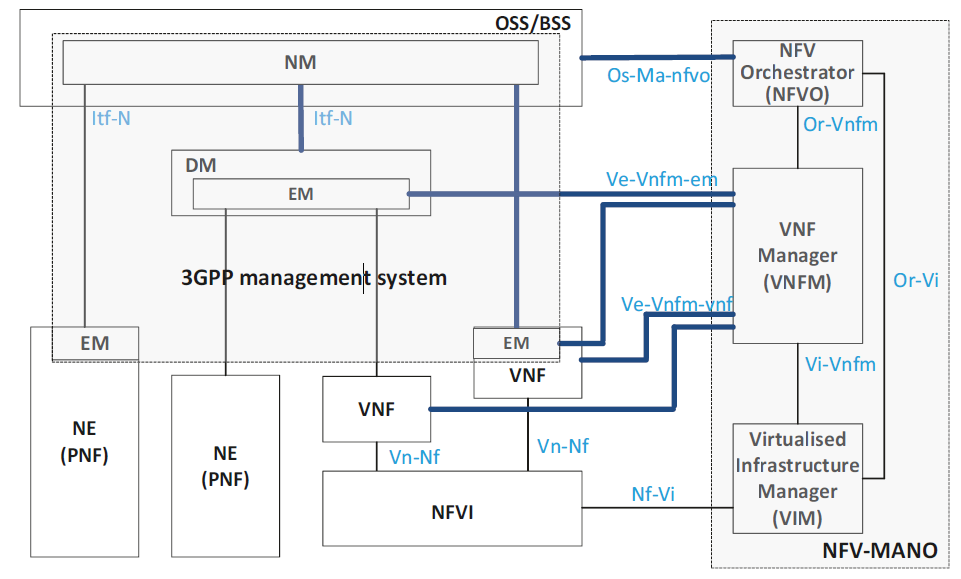 OSS/BSS
NM
Os-Ma-nfvo
NFV
Orchestrator
(NFVO)
Itf-N
Itf-N
Or-Vnfm
DM
EM
Ve-Vnfm-em
VNF
Manager
(VNFM)
3GPP management system
Or-Vi
Ve-Vnfm-vnf
EM
EM
VNF
Vi-Vnfm
NE
(PNF)
NE
(PNF)
VNF
Vn-Nf
Vn-Nf
Virtualised
Infrastructure
Manager
(VIM)
NFVI
Nf-Vi
NFV-MANO